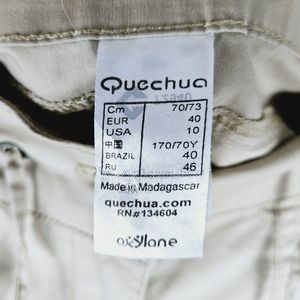 Quechua
Cm 70/73
EUR 40
USA 10
中国 170/70Y
BRAZIL 40
RU 46
Made in Madagascar
quechua.com
RN#134604
oxylane